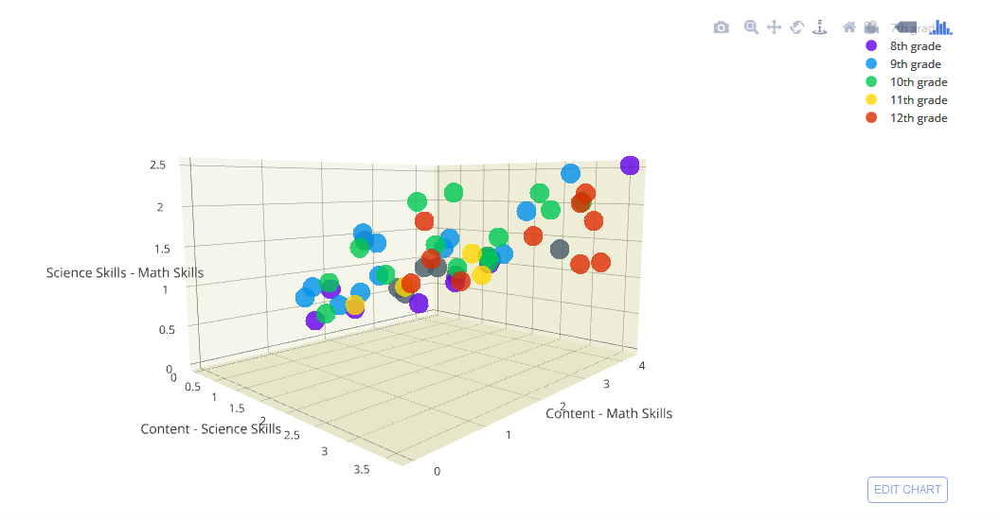 7th grade
8th grade
9th grade
10th grade
11th grade
12th grade
2.5
2
1.5
1
0.5
0
Science Skills - Math Skills
0
0.5
1
1.5
2
2.5
3
3.5
Content - Science Skills
0
1
2
3
4
Content - Math Skills
EDIT CHART